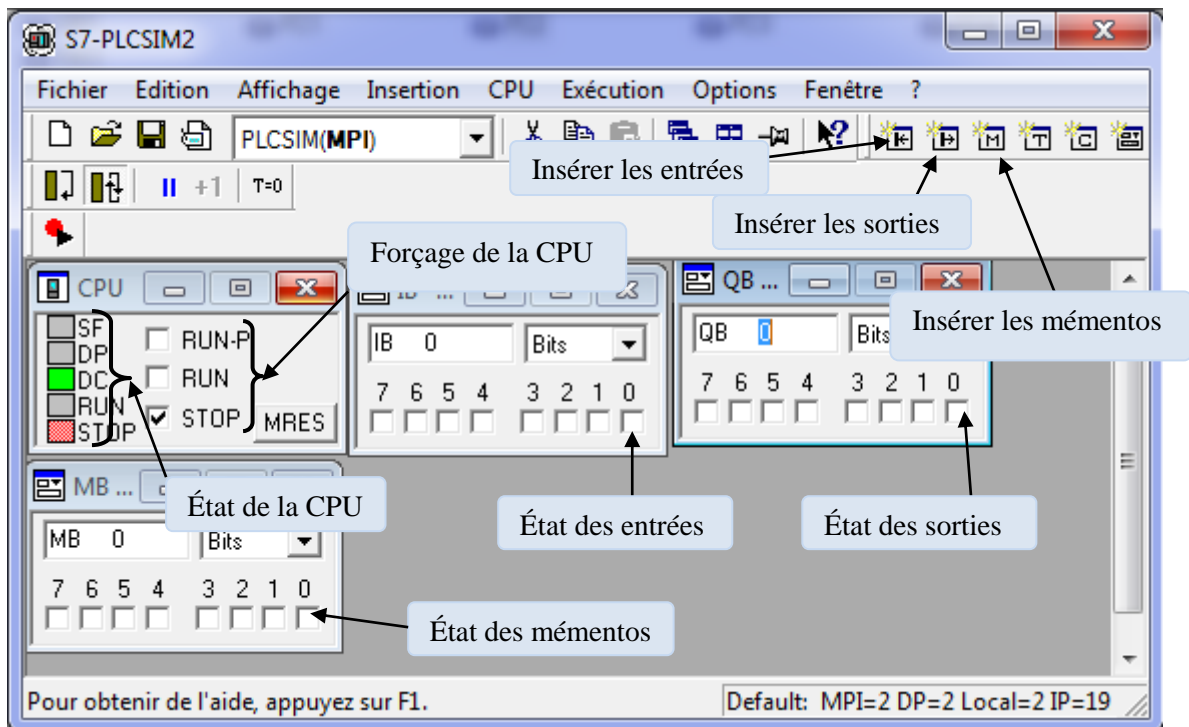 S7-PLCSIM2
Fichier Edition Affichage Insertion CPU Exécution Options Fenêtre ?
PLCSIM(MPI)
Insérer les entrées
+1 T=0
Insérer les sorties
Forçage de la CPU
Insérer les mémentos
CPU
SF
DP
DC
RUN
STOP
RUN-P
RUN
STOP
MRES
IB ...
IB 0 Bits
7 6 5 4 3 2 1 0
QB ...
QB 0 Bits
7 6 5 4 3 2 1 0
État de la CPU
État des entrées
État des sorties
MB ...
MB 0 Bits
7 6 5 4 3 2 1 0
État des mémentos
Pour obtenir de l'aide, appuyez sur F1.
Default: MPI=2 DP=2 Local=2 IP=19